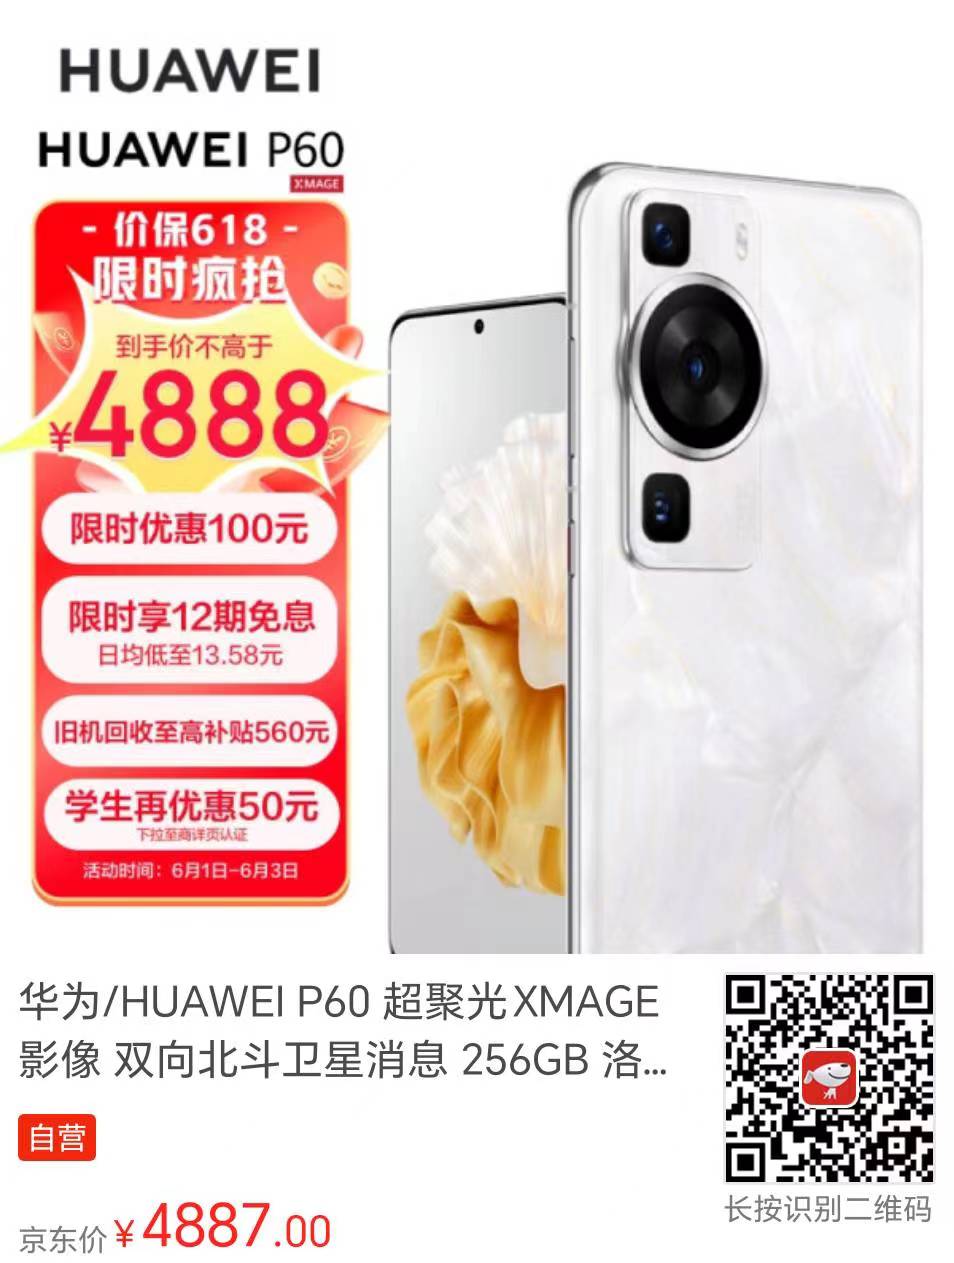 HUAWEI
HUAWEI P60
XMAGE
- 价保618 -
限时疯抢
到手价不高于
¥4888
限时优惠100元
限时享12期免息
日均低至13.58元
旧机回收至高补贴560元
学生再优惠50元
下拉至商详页认证
活动时间：6月1日-6月3日
华为/HUAWEI P60 超聚光XMAGE
影像 双向北斗卫星消息 256GB 洛...
自营
京东价 ¥4887.00
长按识别二维码